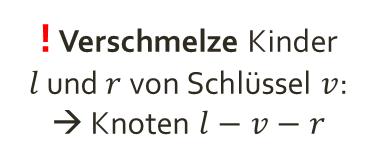 ! Verschmelze Kinder
l und r von Schlüssel v:
→ Knoten l − v − r